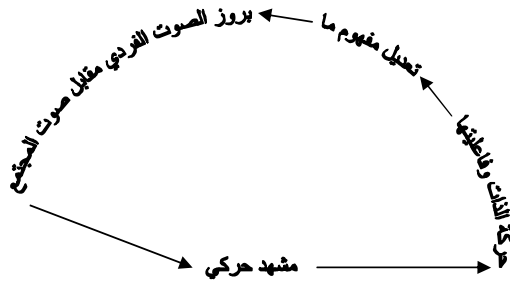 بروز الصوت الفردي مقابل صوت المجتمع
تعديل مفهوم ما
حركة الذات وفاعليتها
مشهد حركي